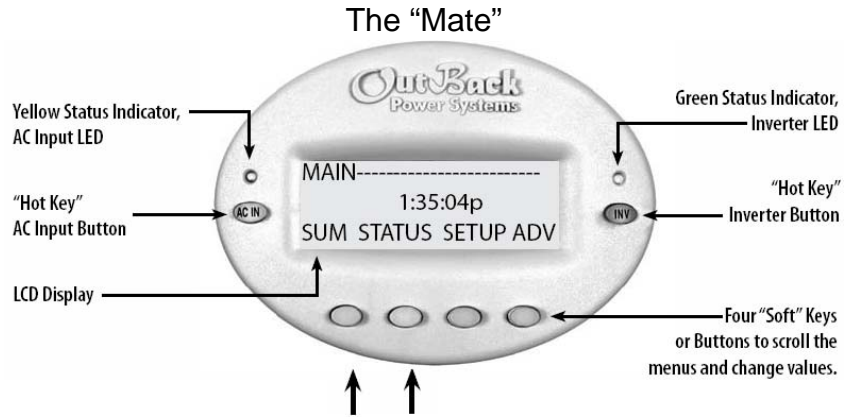 The “Mate”
OutBack
Power Systems
Yellow Status Indicator,
AC Input LED
Green Status Indicator,
Inverter LED
MAIN-----------------------
1:35:04p
SUM STATUS SETUP ADV
"Hot Key"
AC Input Button
AC IN
INV
"Hot Key"
Inverter Button
LCD Display
Four "Soft" Keys
or Buttons to scroll the
menus and change values.